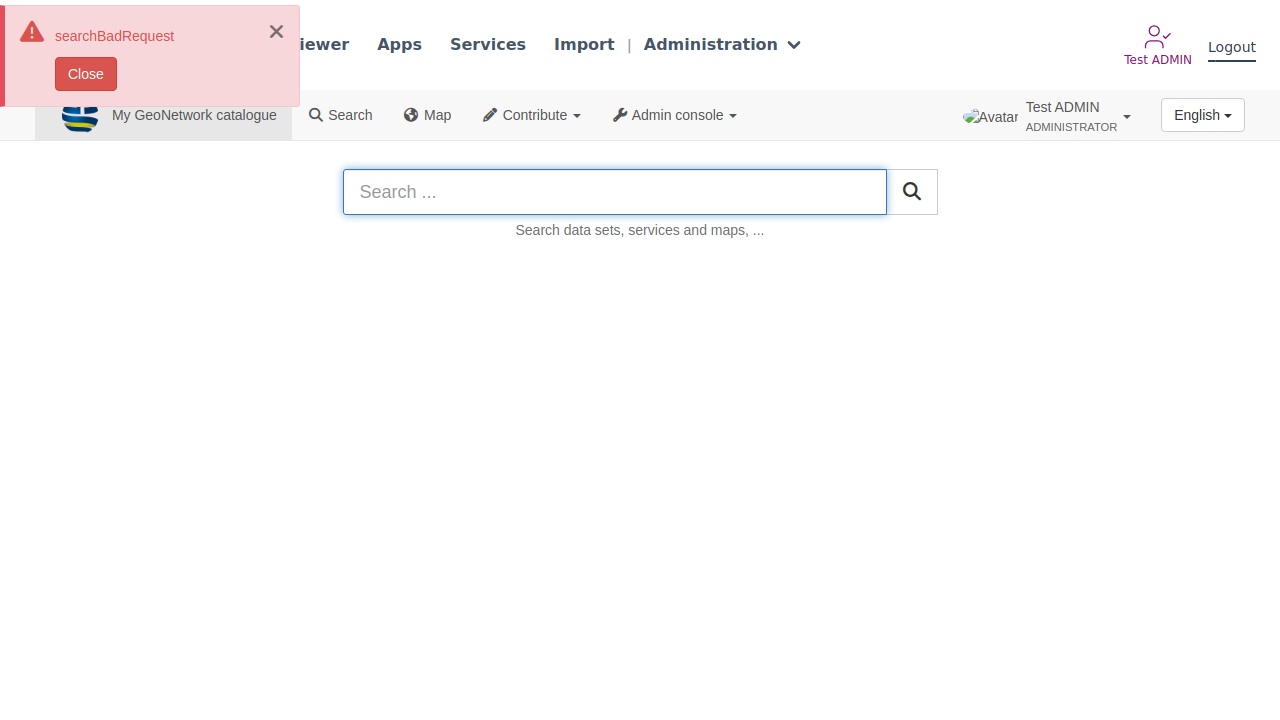 searchBadRequest
Close
Apps Services Import | Administration
Test ADMIN
Logout
My GeoNetwork catalogue Search Map Contribute Admin console
Avatar
Test ADMIN
ADMINISTRATOR
English
Search ...
Search data sets, services and maps, ...